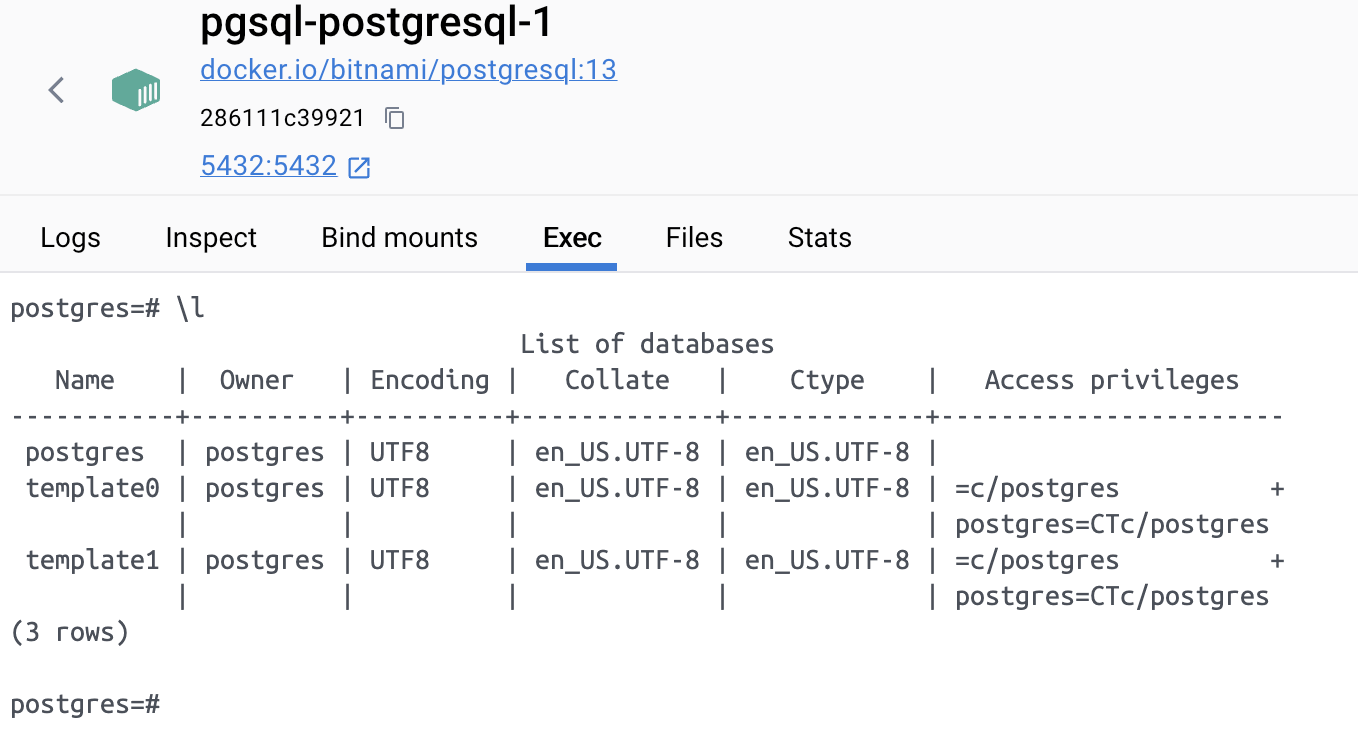 pgsql-postgresql-1
docker.io/bitnami/postgresql:13
286111c39921
5432:5432
Logs Inspect Bind mounts Exec Files Stats
postgres=# \l
                                  List of databases
   Name    |  Owner   | Encoding |   Collate   |    Ctype    |   Access privileges
-----------+----------+----------+-------------+-------------+-----------------------
 postgres  | postgres | UTF8     | en_US.UTF-8 | en_US.UTF-8 |
 template0 | postgres | UTF8     | en_US.UTF-8 | en_US.UTF-8 | =c/postgres          +
           |          |          |             |             | postgres=CTc/postgres
 template1 | postgres | UTF8     | en_US.UTF-8 | en_US.UTF-8 | =c/postgres          +
           |          |          |             |             | postgres=CTc/postgres
(3 rows)
postgres=#